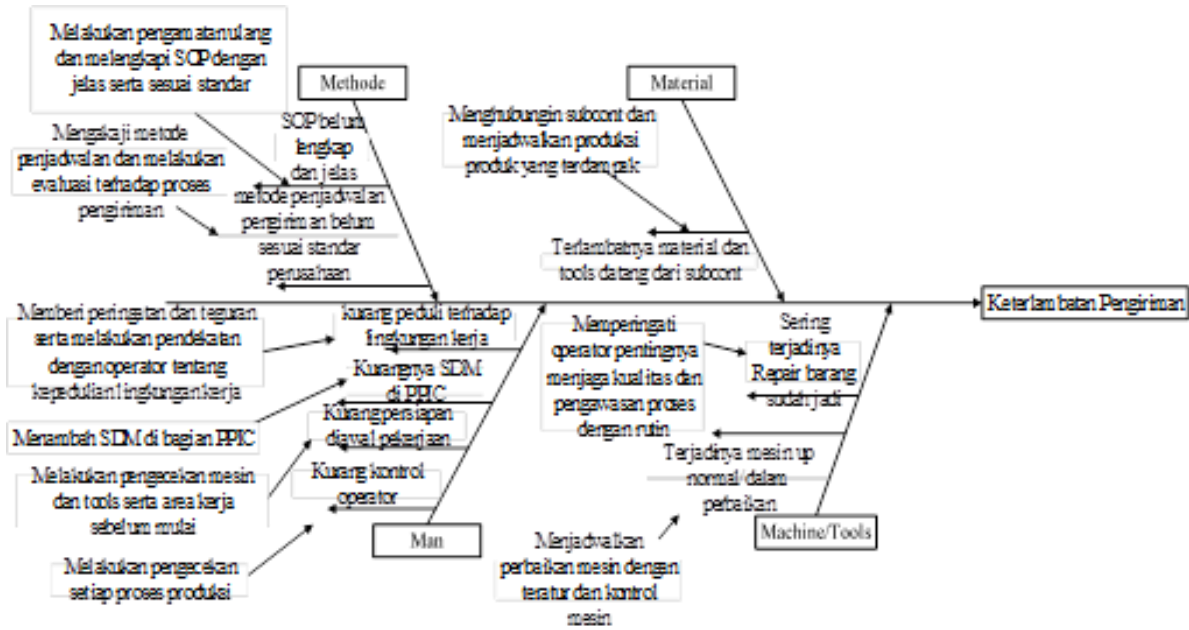 Melakukan pengamatan ulang
dan melengkapi SOP dengan
jelas serta sesuai standar
Methode
Material
SOP belum
lengkap
dan jelas
Mengakaji metode
penjadwalan dan melakukan
evaluasi terhadap proses
pengiriman
metode penjadwalan
pengiriman belum
sesuai standar
perusahaan
Menghubungin subcont dan
menjadwalkan produksi
produk yang terdampak
Terlambatnya material dan
tools datang dari subcont
Keterlambatan Pengiriman
Memberi peringatan dan teguran
serta melakukan pendekatan
dengan operator tentang
kepedulian lingkungan kerja
kurang peduli terhadap
lingkungan kerja
Kurangnya SDM
di PPIC
Menambah SDM di bagian PPIC
Kurang persiapan
diawal pekerjaan
Melakukan pengecekan mesin
dan tools serta area kerja
sebelum mulai
Kurang kontrol
operator
Melakukan pengecekan
setiap proses produksi
Man
Memperingati
operator pentingnya
menjaga kualitas dan
pengawasan proses
dengan rutin
Sering
terjadinya
Repair barang
sudah jadi
Terjadinya mesin up
normal/dalam
perbaikan
Menjadwalkan
perbaikan mesin dengan
teratur dan kontrol
mesin
Machine/Tools